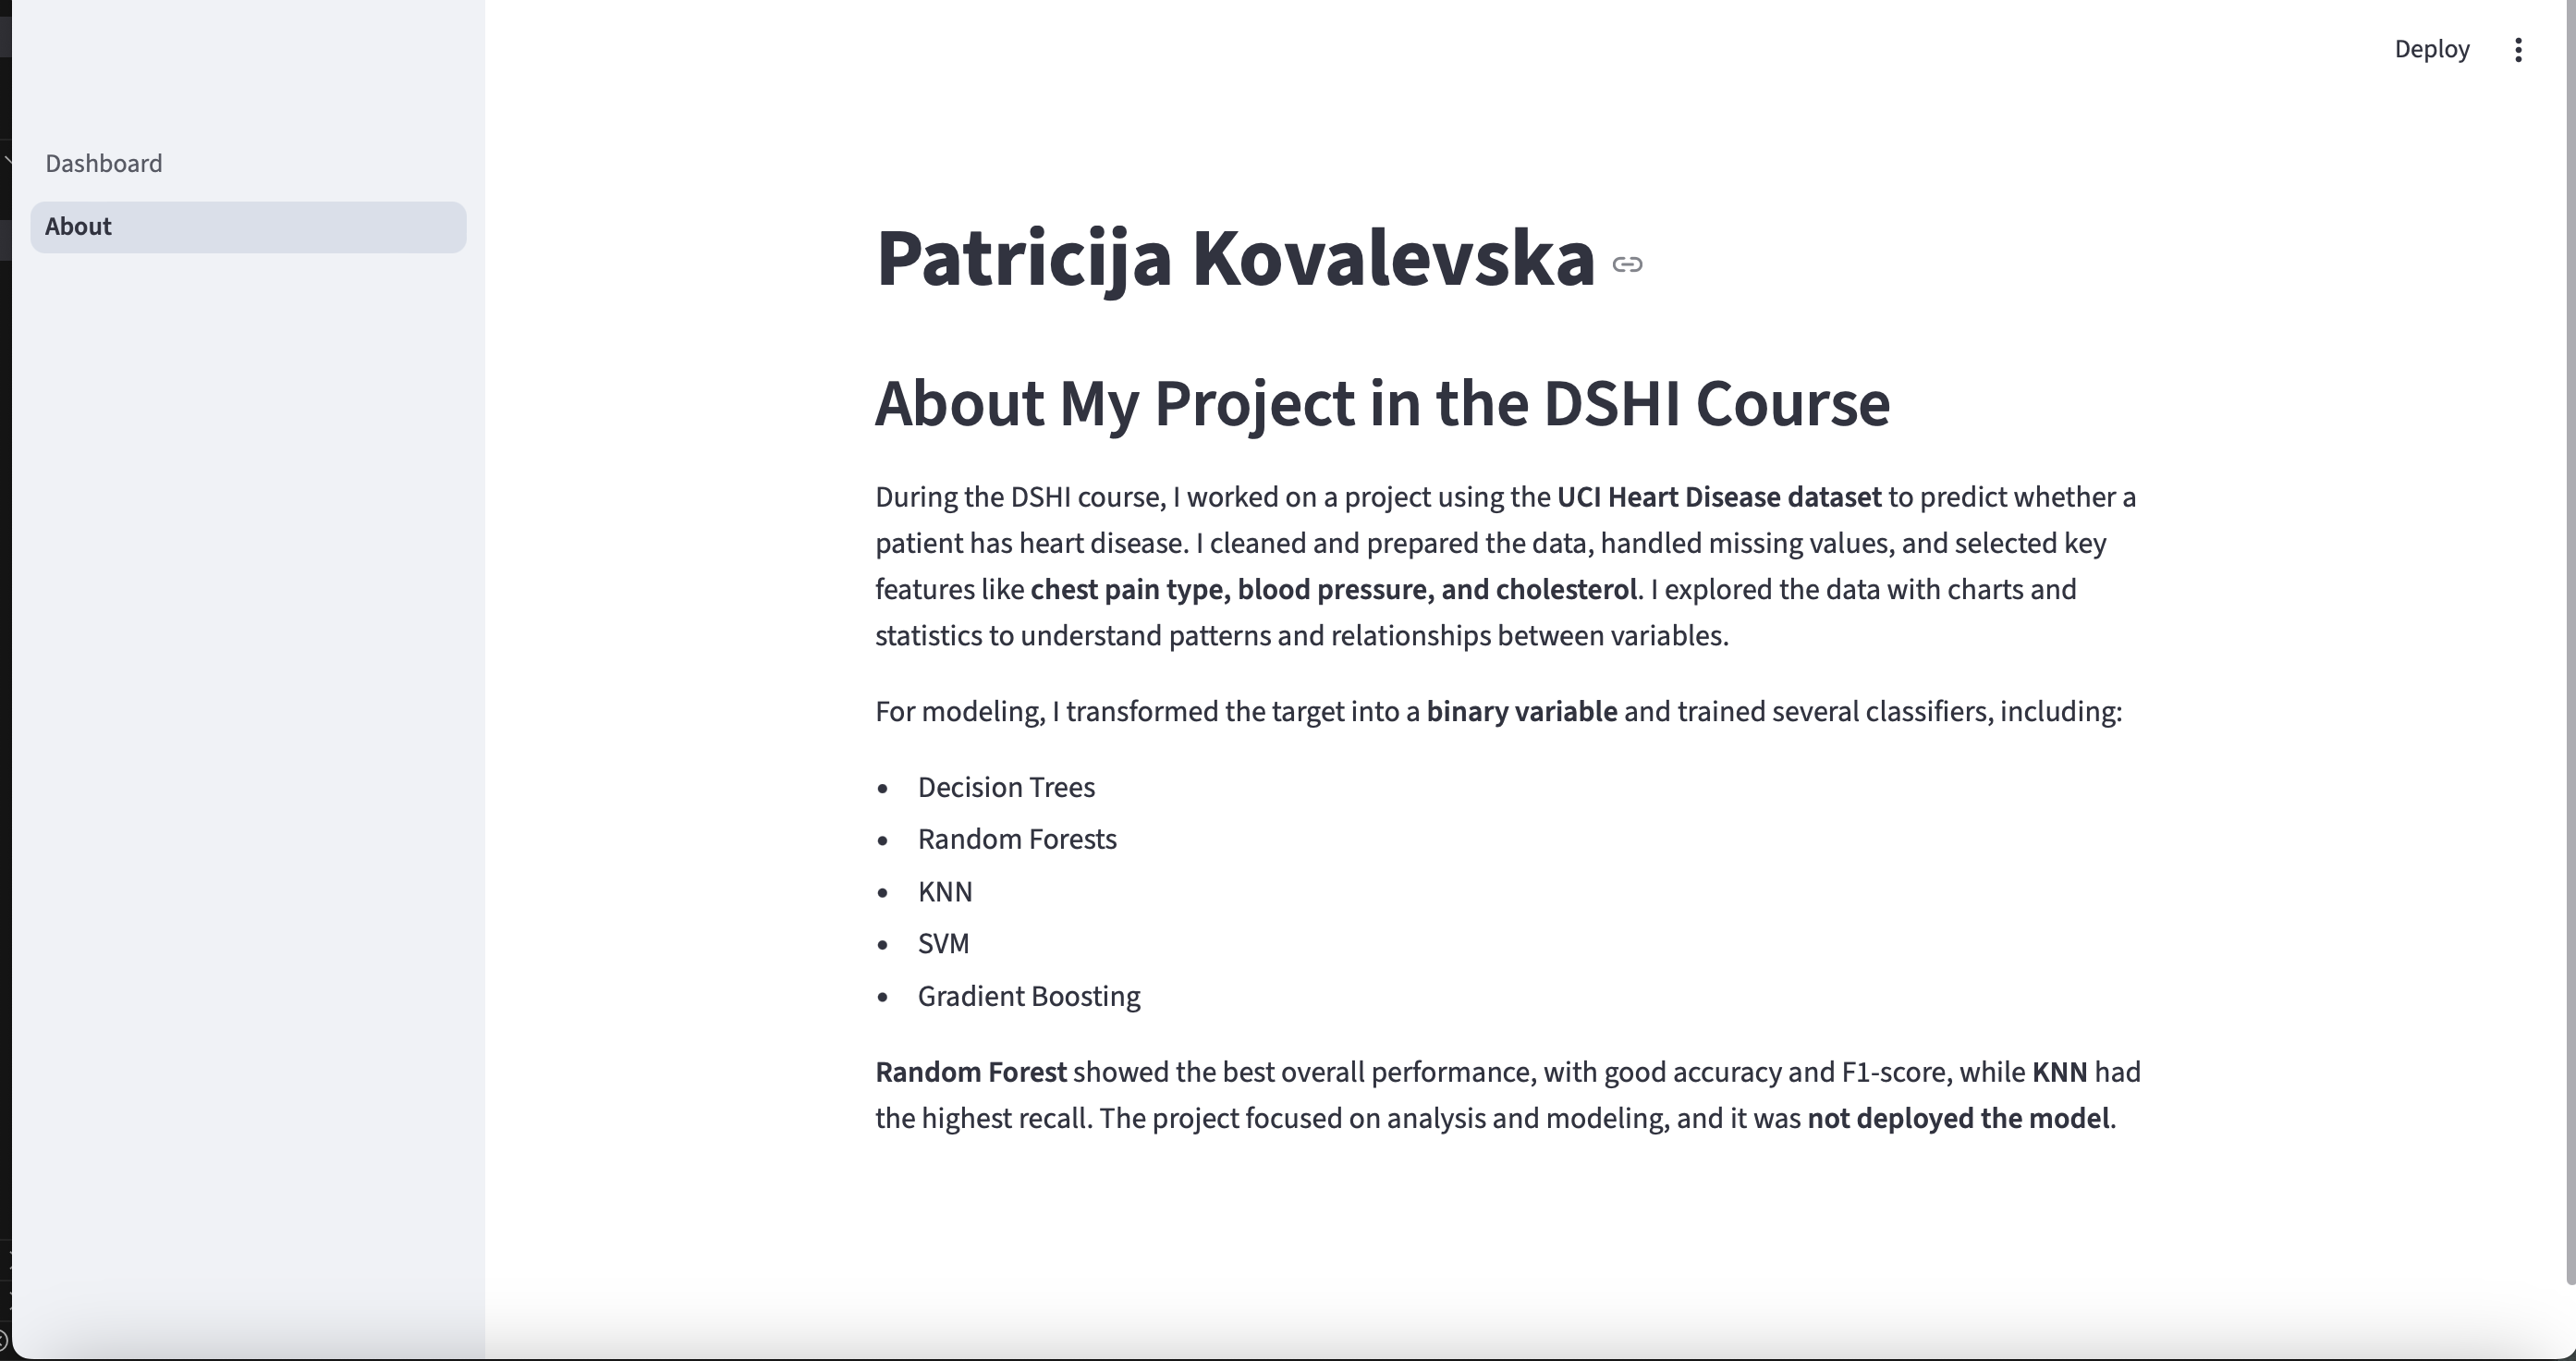 Deploy
Dashboard
About
Patricija Kovalevska
About My Project in the DSHI Course
During the DSHI course, I worked on a project using the UCI Heart Disease dataset to predict whether a
patient has heart disease. I cleaned and prepared the data, handled missing values, and selected key
features like chest pain type, blood pressure, and cholesterol. I explored the data with charts and
statistics to understand patterns and relationships between variables.
For modeling, I transformed the target into a binary variable and trained several classifiers, including:
• Decision Trees
• Random Forests
• KNN
• SVM
• Gradient Boosting
Random Forest showed the best overall performance, with good accuracy and F1-score, while KNN had
the highest recall. The project focused on analysis and modeling, and it was not deployed the model.